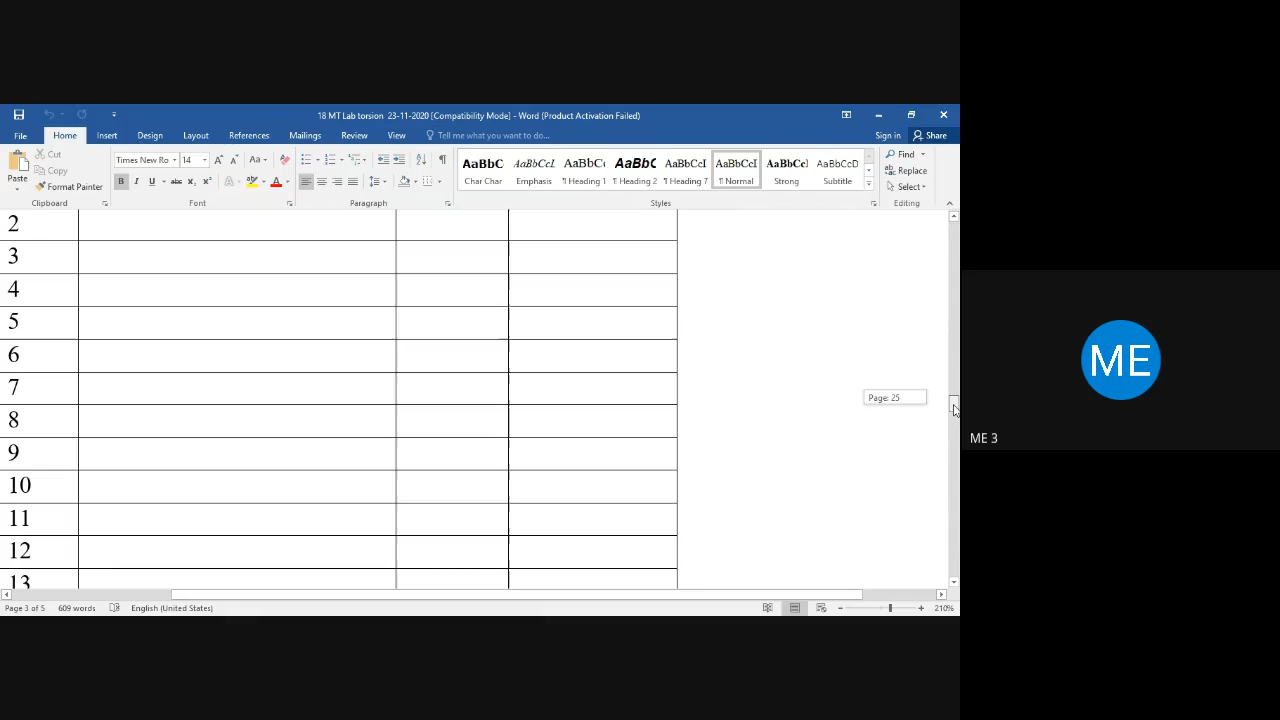 18 MT Lab torsion 23-11-2020 [Compatibility Mode] - Word (Product Activation Failed)
File Home Insert Design Layout References Mailings Review View Tell me what you want to do... Sign in Share
Paste
Cut
Copy
Format Painter
Clipboard
Times New Ro 14
B I U abc
Font
Paragraph
AaBbC AaBbCcL AaBbCc AaBbC AaBbCcI AaBbCcI AaBbCcI AaBbCcD
Char Char Emphasis ¶ Heading 1 ¶ Heading 2 ¶ Heading 7 ¶ Normal Strong Subtitle
Styles
Find
Replace
Select
Editing
2
3
4
5
6
7
8
9
10
11
12
13
Page: 25
Page 3 of 5 609 words English (United States) 210%
ME
ME 3